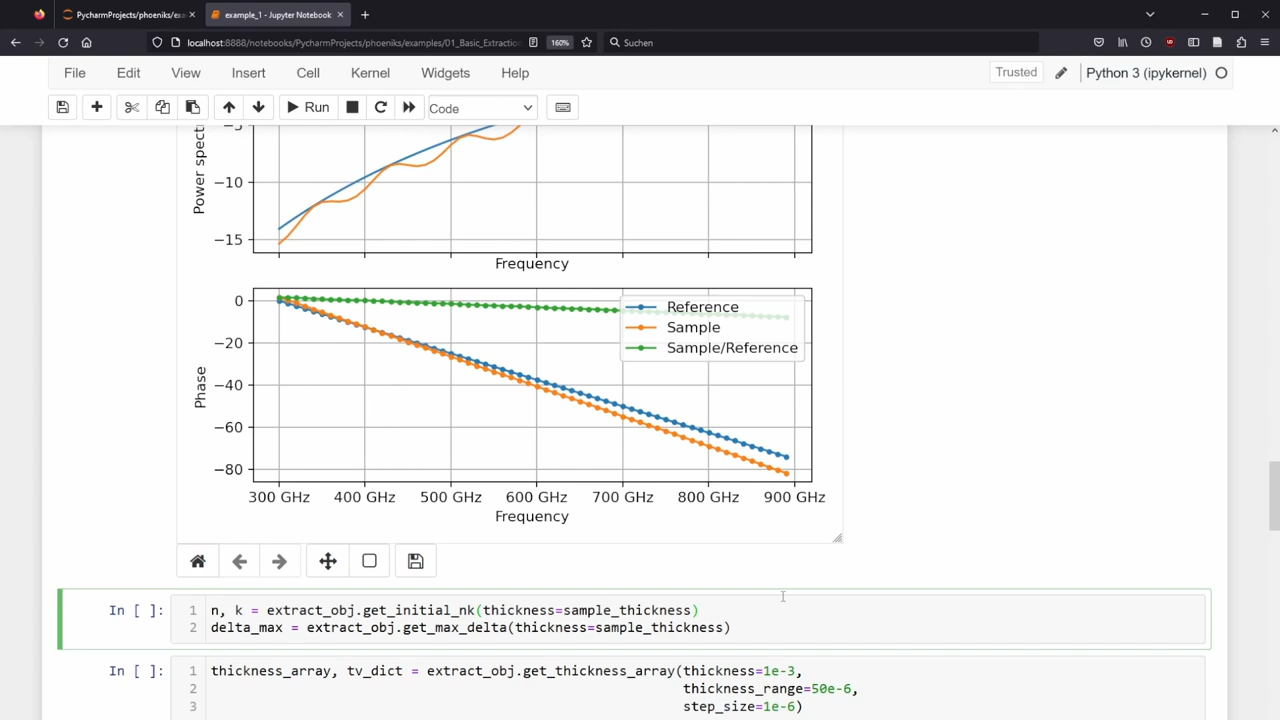 PycharmProjects/phoeniks/exa
example_1 - Jupyter Notebook
localhost:8888/notebooks/PycharmProjects/phoeniks/examples/01_Basic_Extraction
160%
Suchen
File Edit View Insert Cell Kernel Widgets Help
Trusted
Python 3 (ipykernel)
Run
Code
Power spect
−5
−10
−15
Frequency
Phase
0
−20
−40
−60
−80
Reference
Sample
Sample/Reference
300 GHz 400 GHz 500 GHz 600 GHz 700 GHz 800 GHz 900 GHz
Frequency
In [ ]:
1 n, k = extract_obj.get_initial_nk(thickness=sample_thickness)
2 delta_max = extract_obj.get_max_delta(thickness=sample_thickness)
In [ ]:
1 thickness_array, tv_dict = extract_obj.get_thickness_array(thickness=1e-3,
2 thickness_range=50e-6,
3 step_size=1e-6)